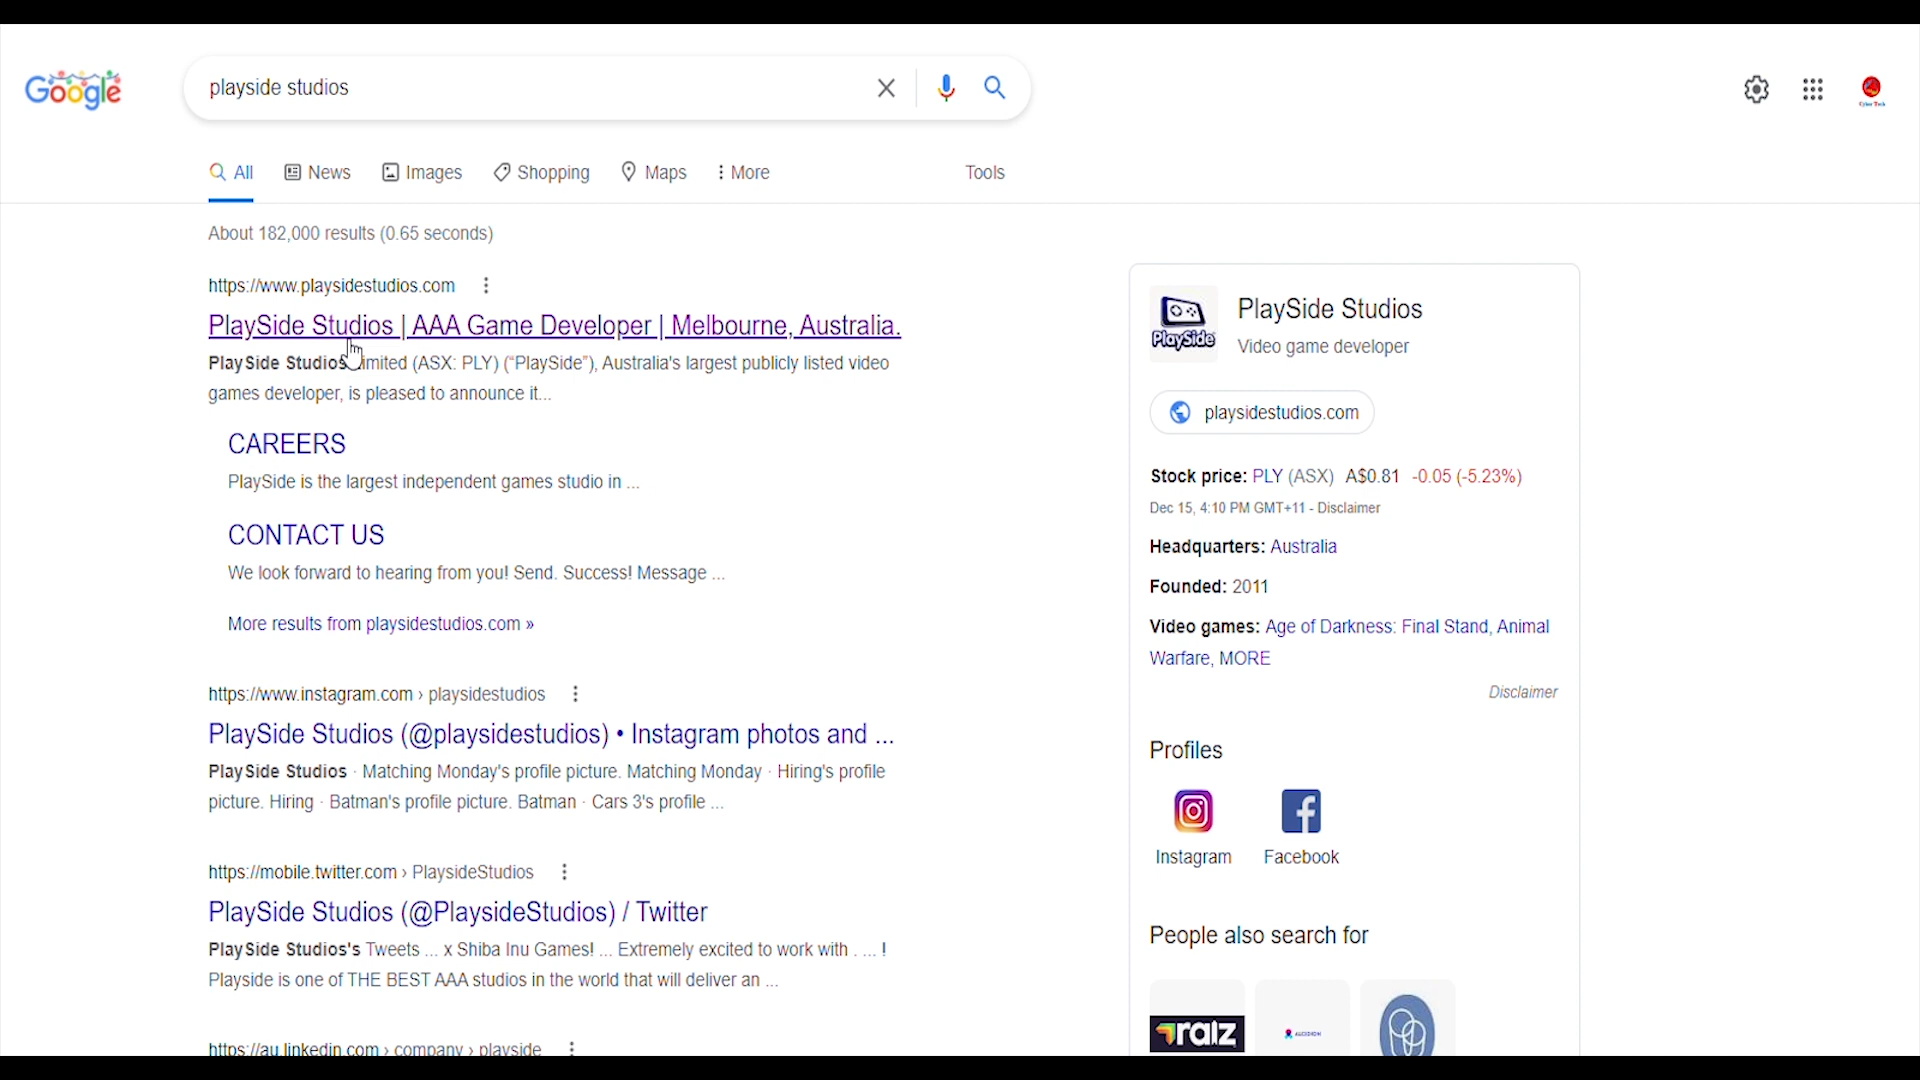 Google
playside studios
Cyber Tech
All
News
Images
Shopping
Maps
More
Tools
About 182,000 results (0.65 seconds)
https://www.playsidestudios.com
PlaySide Studios | AAA Game Developer | Melbourne, Australia.
PlaySide Studios Limited (ASX: PLY) (“PlaySide”), Australia's largest publicly listed video
games developer, is pleased to announce it...
CAREERS
PlaySide is the largest independent games studio in ...
CONTACT US
We look forward to hearing from you! Send. Success! Message ...
More results from playsidestudios.com »
https://www.instagram.com › playsidestudios
PlaySide Studios (@playsidestudios) • Instagram photos and ...
PlaySide Studios · Matching Monday's profile picture. Matching Monday · Hiring's profile
picture. Hiring · Batman's profile picture. Batman · Cars 3's profile ...
https://mobile.twitter.com › PlaysideStudios
PlaySide Studios (@PlaysideStudios) / Twitter
PlaySide Studios's Tweets ... x Shiba Inu Games! ... Extremely excited to work with . ... !
Playside is one of THE BEST AAA studios in the world that will deliver an ...
https://au.linkedin.com › company › playside
PlaySide
PlaySide Studios
Video game developer
playsidestudios.com
Stock price: PLY (ASX) A$0.81 -0.05 (-5.23%)
Dec 15, 4:10 PM GMT+11 - Disclaimer
Headquarters: Australia
Founded: 2011
Video games: Age of Darkness: Final Stand, Animal
Warfare, MORE
Disclaimer
Profiles
Instagram
Facebook
People also search for
raiz